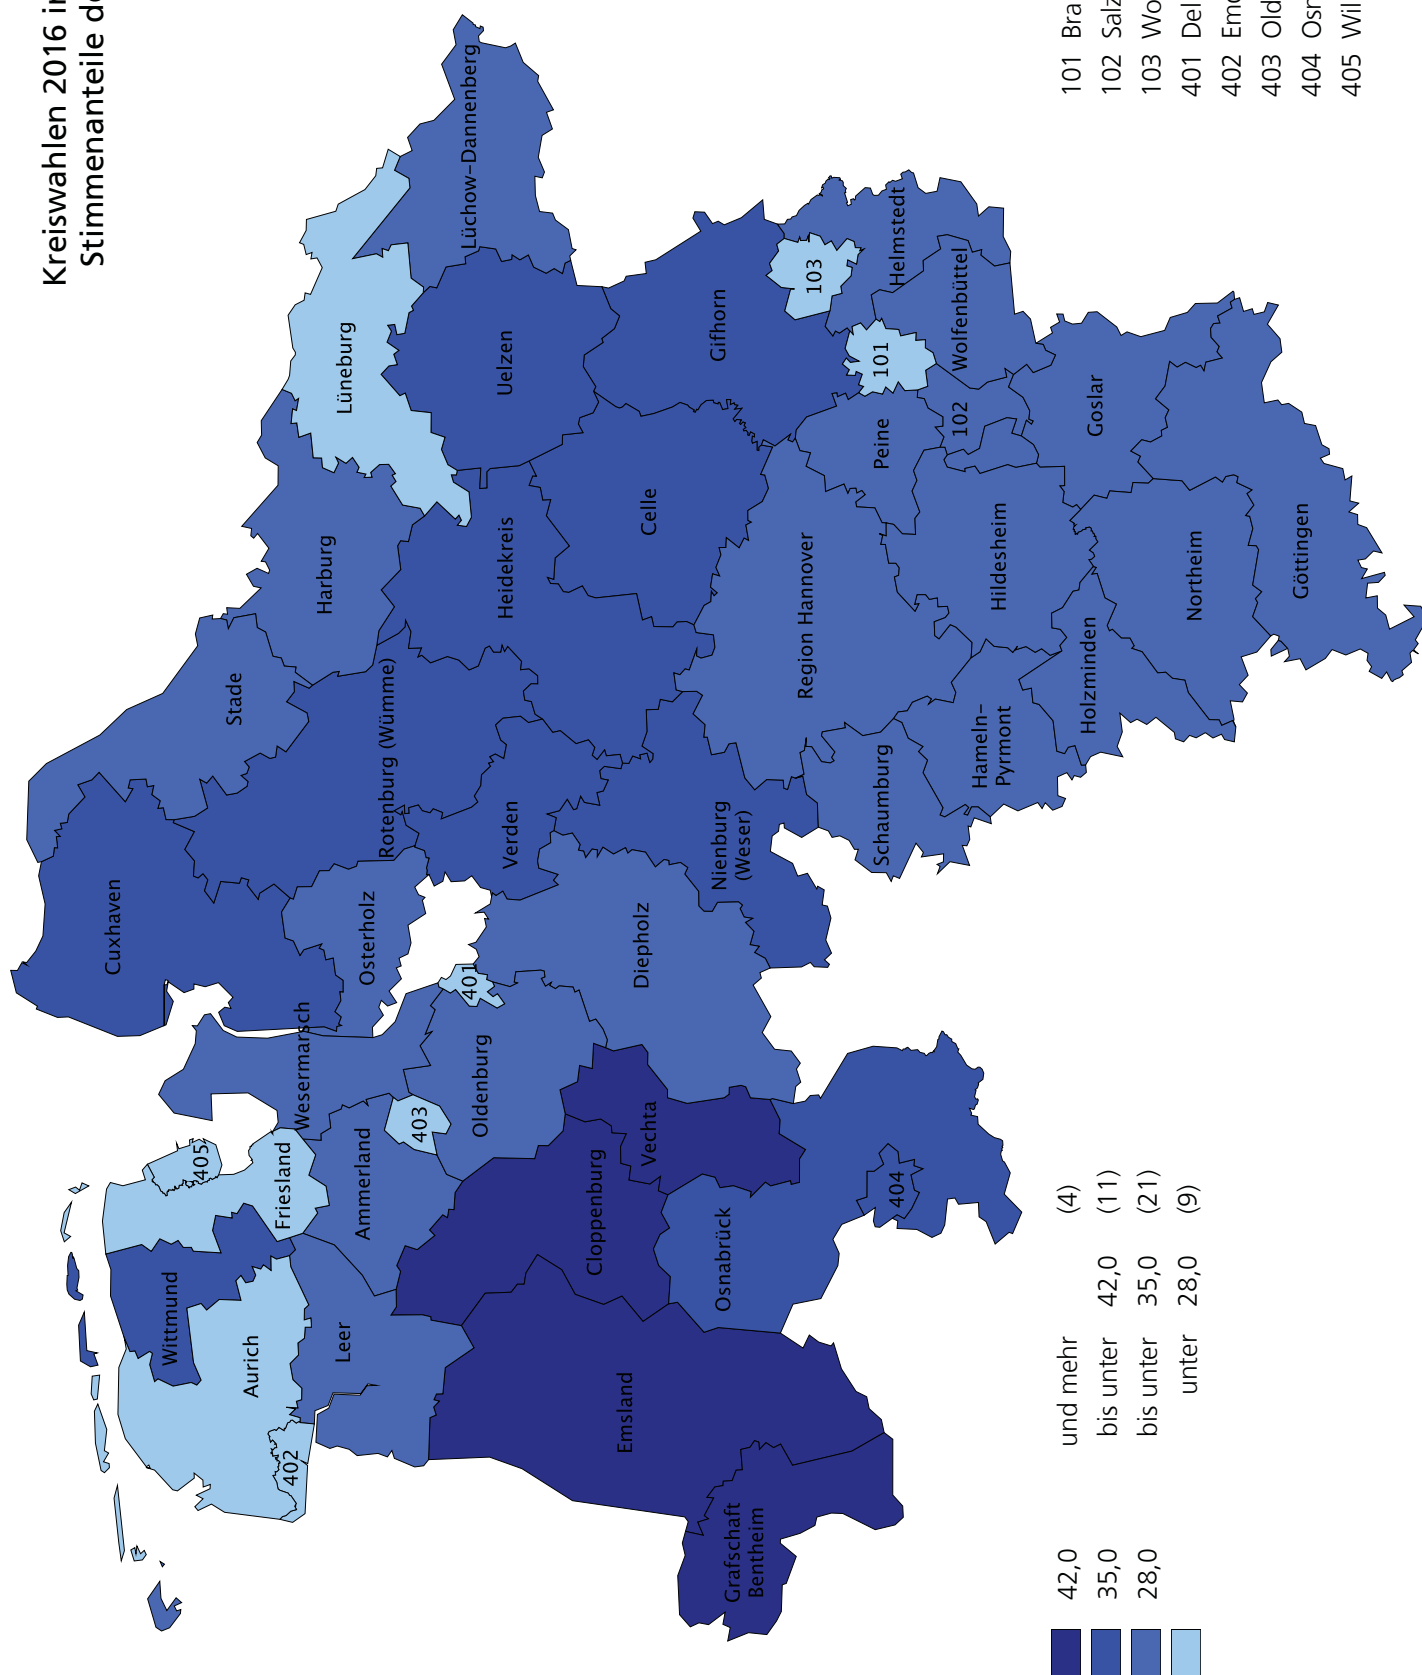 Kreiswahlen 2016 in
Stimmenanteile de
Cuxhaven
Stade
Harburg
Lüneburg
Lüchow-Dannenberg
Uelzen
Rotenburg (Wümme)
Heidekreis
Celle
Gifhorn
Osterholz
Verden
Wesermarsch
405
Friesland
Wittmund
Aurich
402
Leer
Ammerland
403
Oldenburg
401
Diepholz
Nienburg
(Weser)
Region Hannover
103
Helmstedt
101
Wolfenbüttel
Peine
102
Goslar
Hildesheim
Schaumburg
Hameln-
Pyrmont
Holzminden
Northeim
Göttingen
Cloppenburg
Vechta
Emsland
Osnabrück
404
Grafschaft
Bentheim
42,0 und mehr (4)
35,0 bis unter 42,0 (11)
28,0 bis unter 35,0 (21)
unter 28,0 (9)
101 Bra
102 Salz
103 Wo
401 Del
402 Emd
403 Old
404 Osn
405 Wil